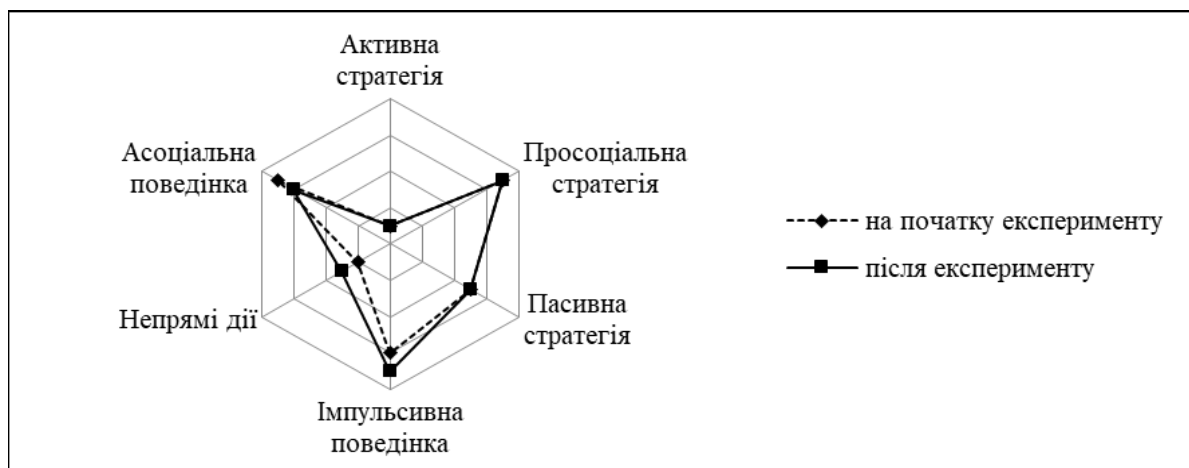 Активна
стратегія
Просоціальна
стратегія
Пасивна
стратегія
Імпульсивна
поведінка
Непрямі дії
Асоціальна
поведінка
на початку експерименту
після експерименту